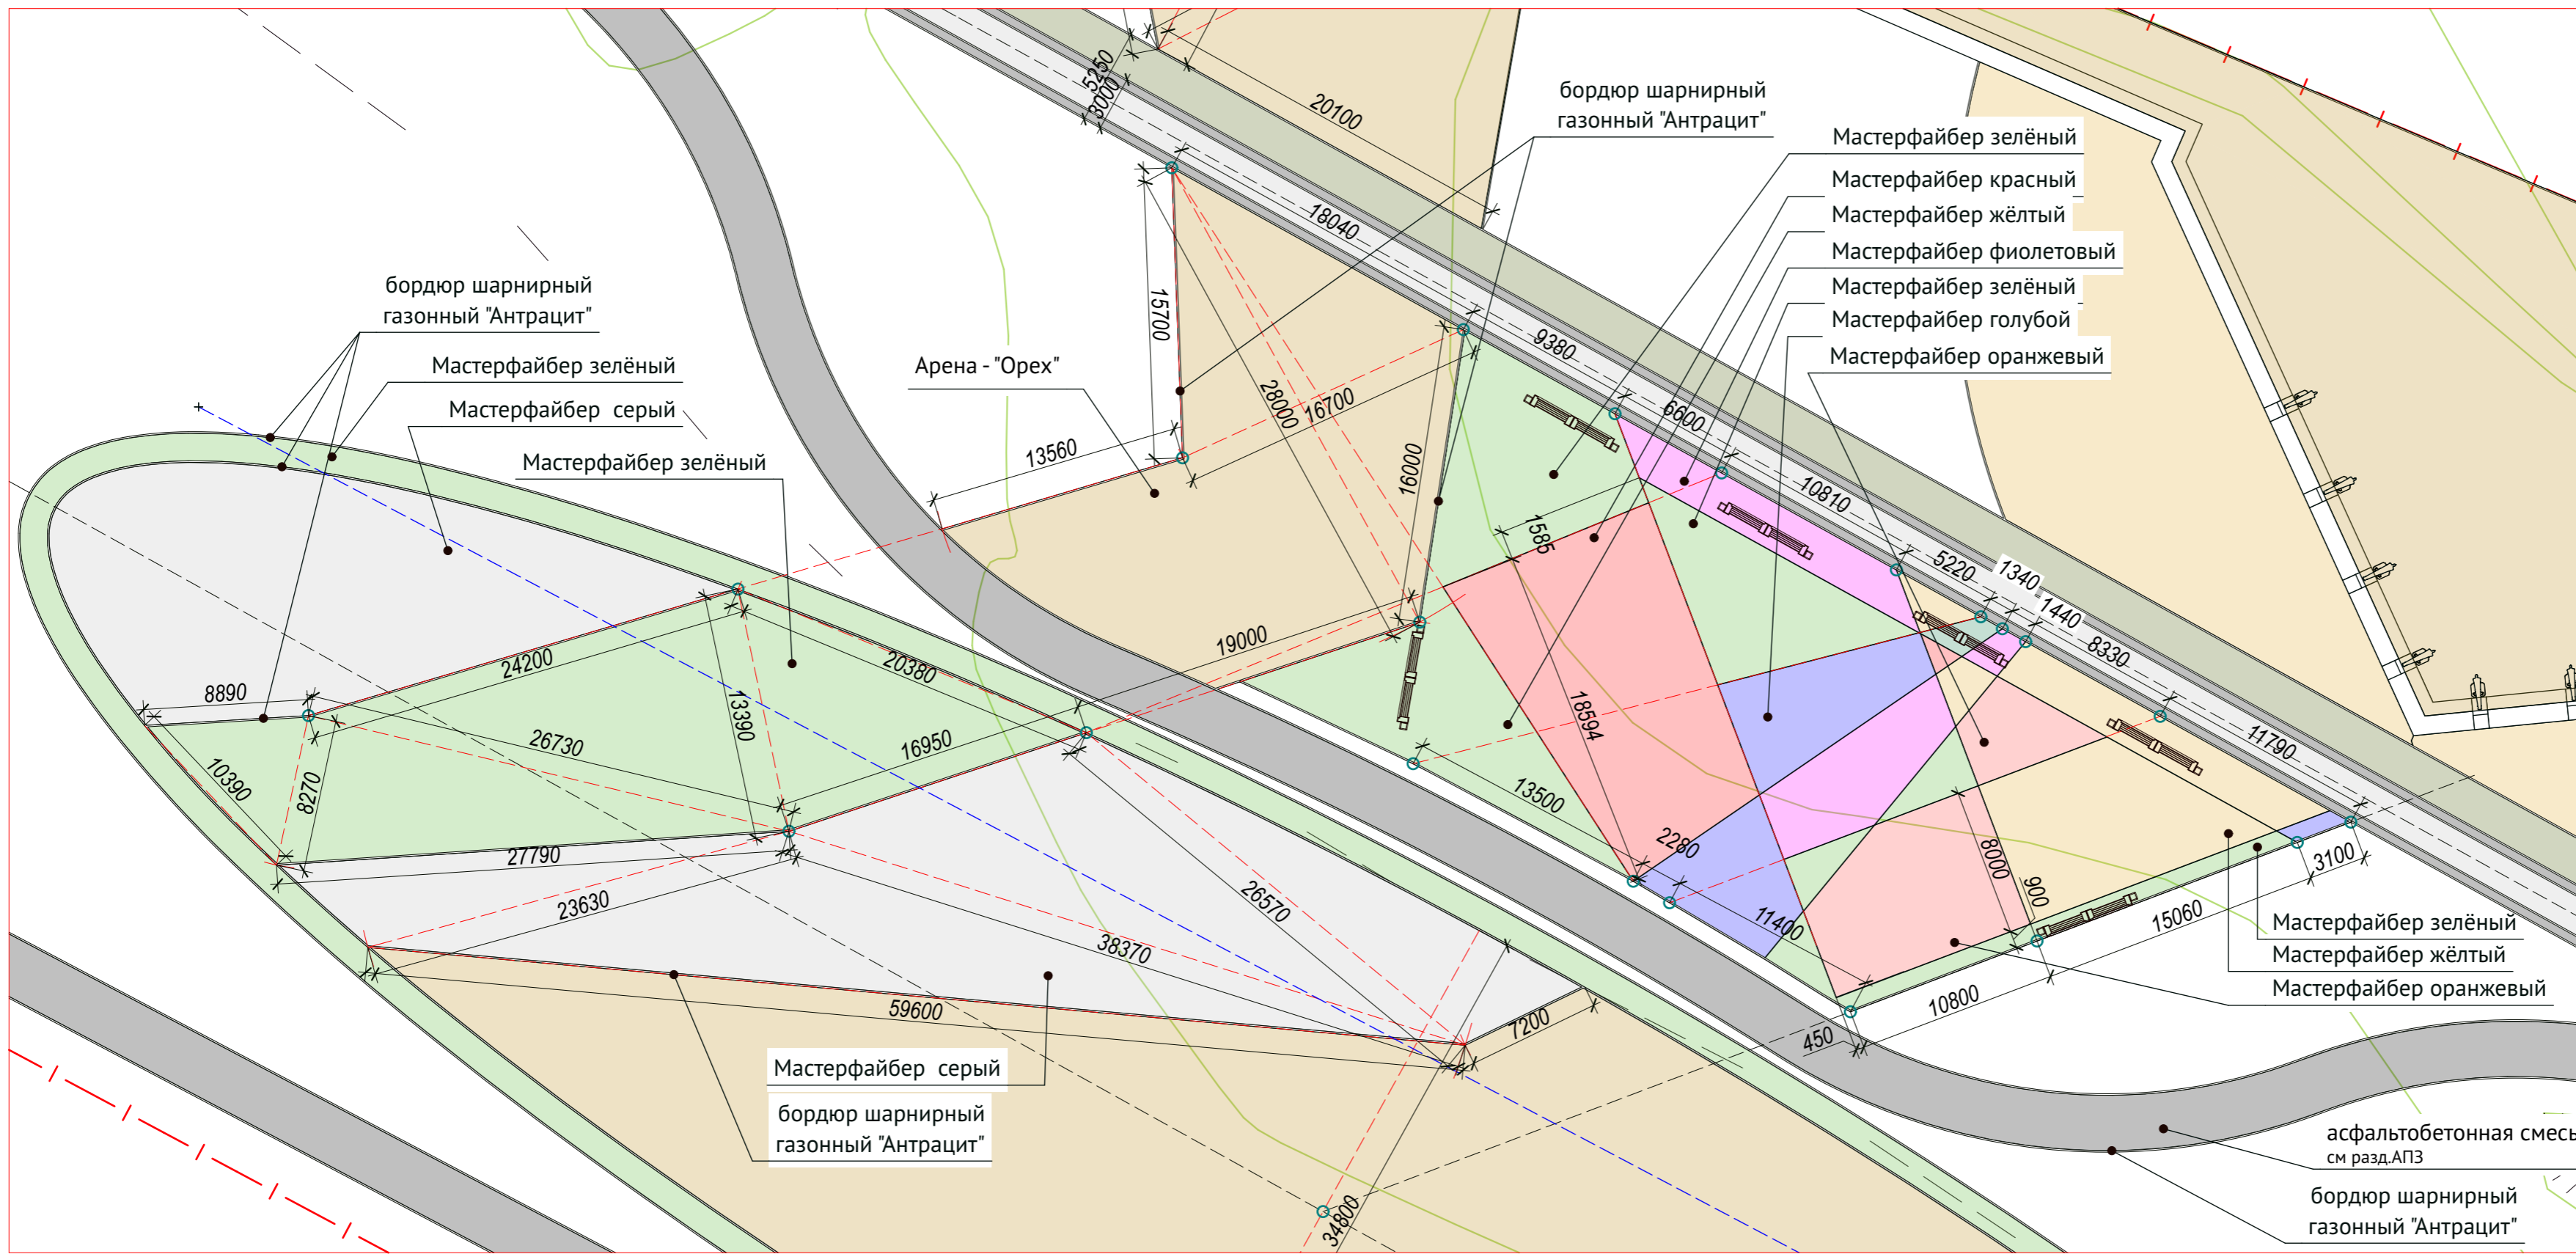 5250
3000
20100
бордюр шарнирный
газонный "Антрацит"
Мастерфайбер зелёный
Мастерфайбер красный
Мастерфайбер жёлтый
Мастерфайбер фиолетовый
Мастерфайбер зелёный
Мастерфайбер голубой
Мастерфайбер оранжевый
18040
15700
9380
6600
28000
16700
16000
10810
5220
1340
1440
8330
11790
бордюр шарнирный
газонный "Антрацит"
Мастерфайбер зелёный
Мастерфайбер серый
Мастерфайбер зелёный
Арена - "Орех"
13560
1585
19000
24200
20380
8890
13390
26730
16950
10390
8270
18594
13500
2280
27790
23630
26570
38370
59600
7200
11400
8000
900
3100
15060
10800
450
34800
Мастерфайбер зелёный
Мастерфайбер жёлтый
Мастерфайбер оранжевый
Мастерфайбер серый
бордюр шарнирный
газонный "Антрацит"
асфальтобетонная смесь
см разд.АПЗ
бордюр шарнирный
газонный "Антрацит"